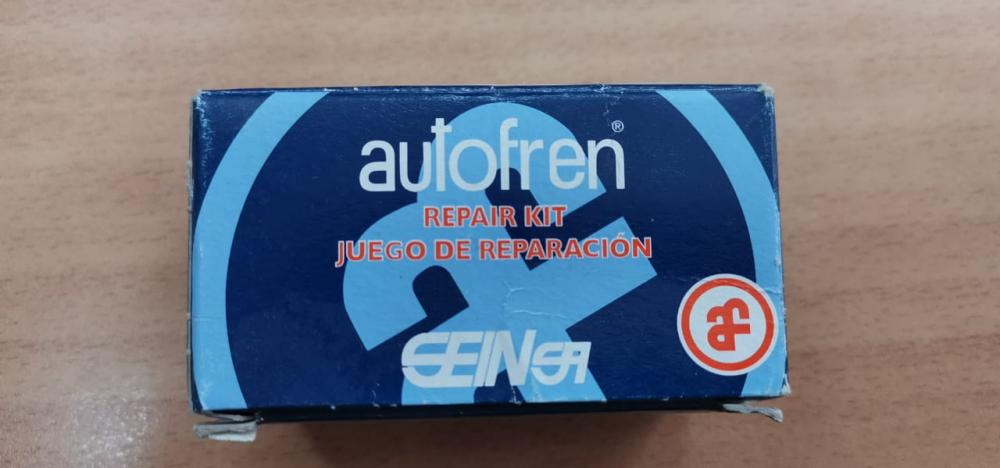 autofren®
REPAIR KIT
JUEGO DE REPARACIÓN
SEINSA
af